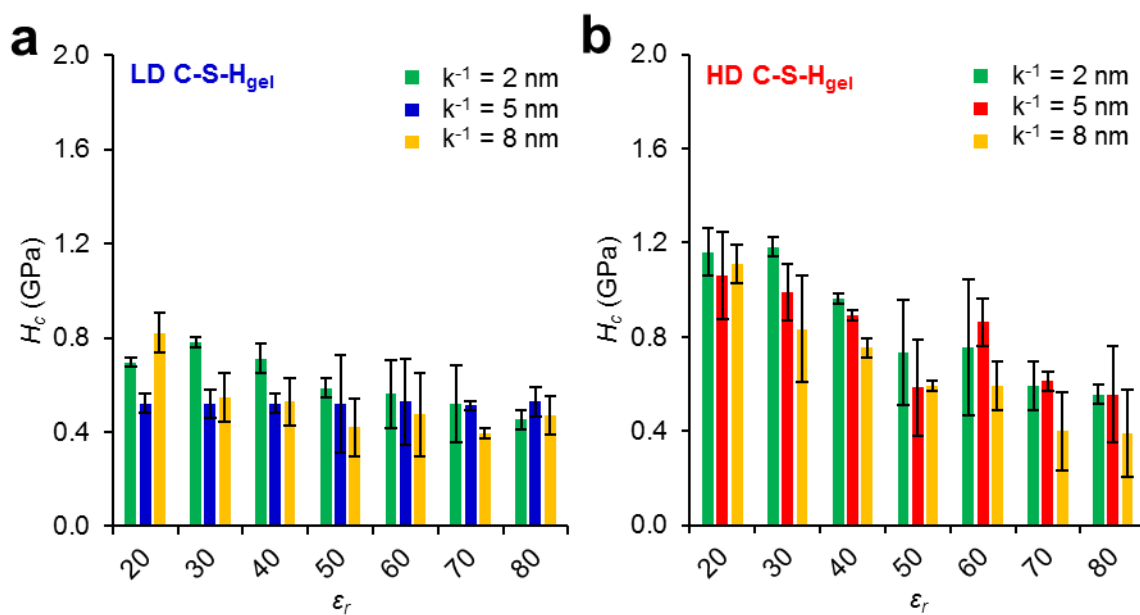 a
LD C-S-Hgel
k-1 = 2 nm
k-1 = 5 nm
k-1 = 8 nm
Hc (GPa)
2.0
1.6
1.2
0.8
0.4
0.0
20 30 40 50 60 70 80
εr
b
HD C-S-Hgel
k-1 = 2 nm
k-1 = 5 nm
k-1 = 8 nm
Hc (GPa)
2.0
1.6
1.2
0.8
0.4
0.0
20 30 40 50 60 70 80
εr